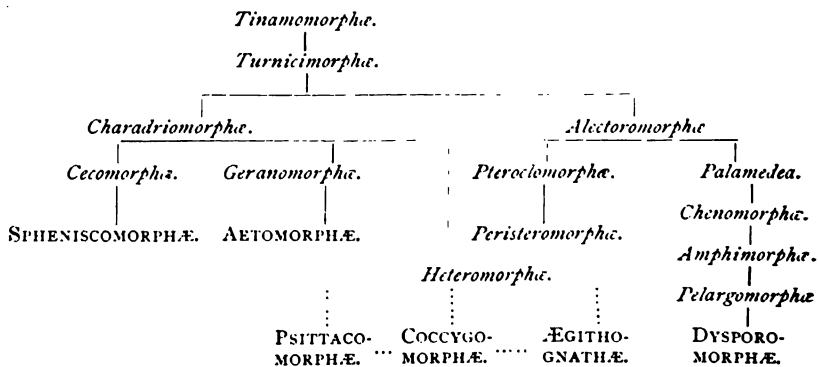 Tinamomorphæ.
Turnicimorphæ.
Charadriomorphæ. Alectoromorphæ
Cecomorphæ. Geranomorphæ. Pteroclomorphæ. Palamedea.
Chenomorphæ.
SPHENISCOMORPHÆ. AETOMORPHÆ. Peristeromorphæ.
Amphimorphæ.
Heteromorphæ.
Pelargomorphæ
PSITTACO- COCCYGO- ÆGITHO- DYSPORO-
MORPHÆ. ... MORPHÆ. ..... GNATHÆ. MORPHÆ.